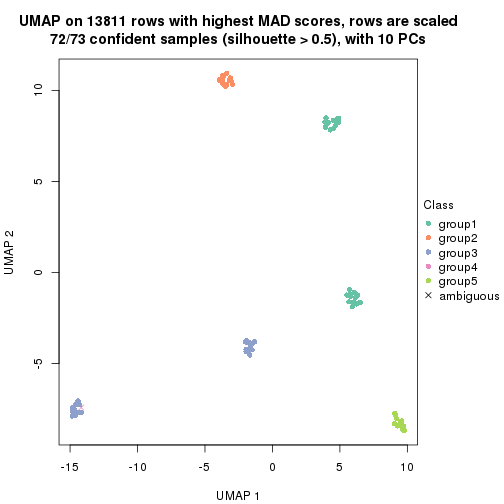 UMAP on 13811 rows with highest MAD scores, rows are scaled
72/73 confident samples (silhouette > 0.5), with 10 PCs
10
5
0
-5
UMAP 2
-15
-10
-5
0
5
10
UMAP 1
Class
group1
group2
group3
group4
group5
ambiguous